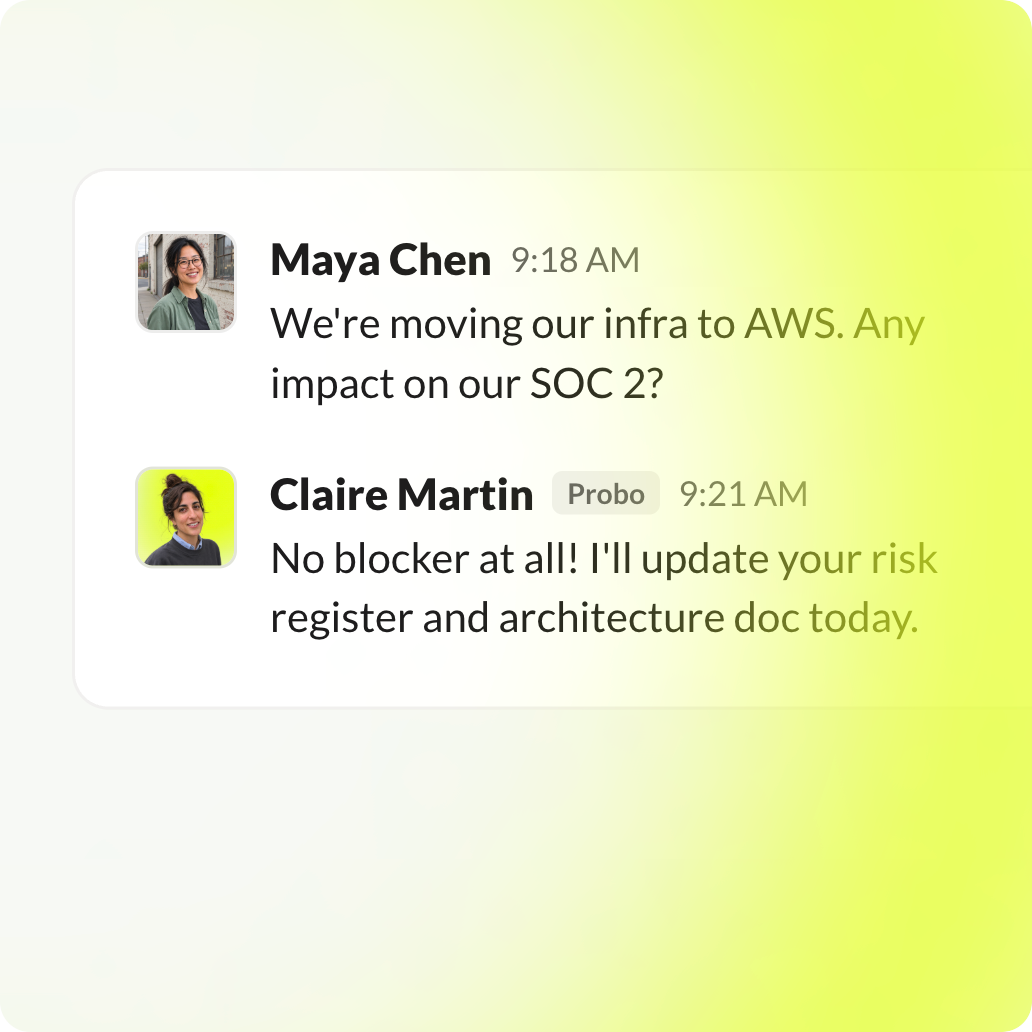 Maya Chen 9:18 AM
We're moving our infra to AWS. Any
impact on our SOC 2?
Claire Martin Probo 9:21 AM
No blocker at all! I'll update your risk
register and architecture doc today.